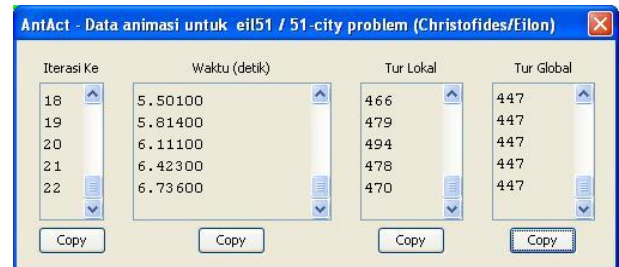 AntAct - Data animasi untuk eil51 / 51-city problem (Christofides/Eilon)
Iterasi Ke Waktu (detik) Tur Lokal Tur Global
18 5.50100 466 447
19 5.81400 479 447
20 6.11100 494 447
21 6.42300 478 447
22 6.73600 470 447
Copy Copy Copy Copy